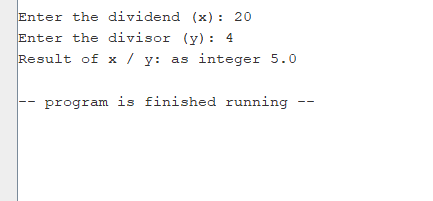 Enter the dividend (x): 20
Enter the divisor (y): 4
Result of x / y: as integer 5.0
-- program is finished running --